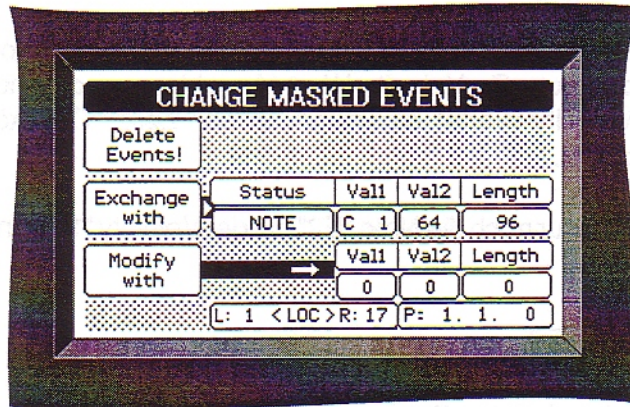 CHANGE MASKED EVENTS
Delete
Events!
Exchange
with
Status Val1 Val2 Length
NOTE C 1 64 96
Modify
with
→ Val1 Val2 Length
0 0 0
L: 1 <LOC> R: 17 P: 1. 1. 0